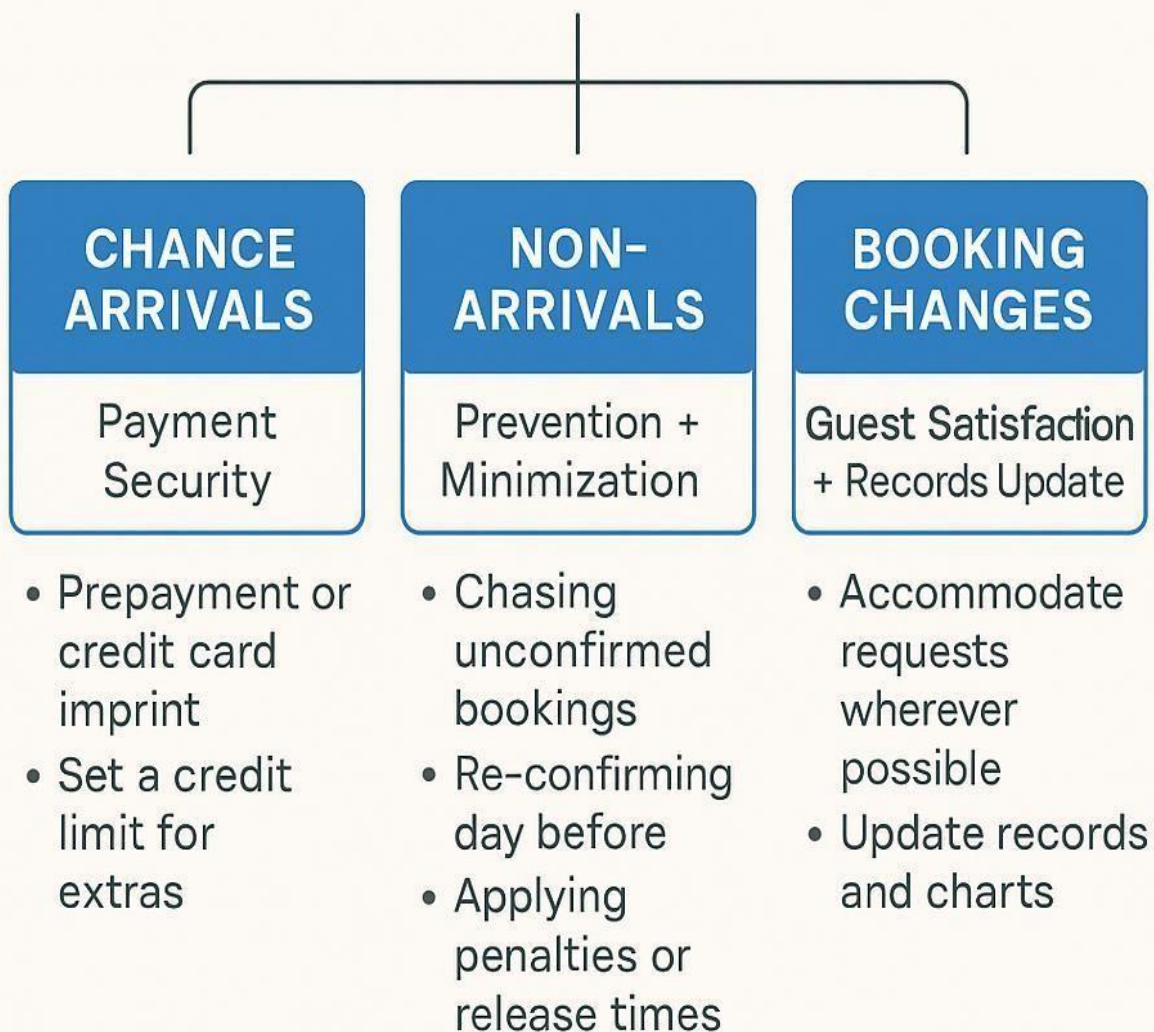 CHANCE
ARRIVALS
Payment
Security
• Prepayment or
credit card
imprint
• Set a credit
limit for
extras
NON-
ARRIVALS
Prevention +
Minimization
• Chasing
unconfirmed
bookings
• Re-confirming
day before
• Applying
penalties or
release times
BOOKING
CHANGES
Guest Satisfaction
+ Records Update
• Accommodate
requests
wherever
possible
• Update records
and charts